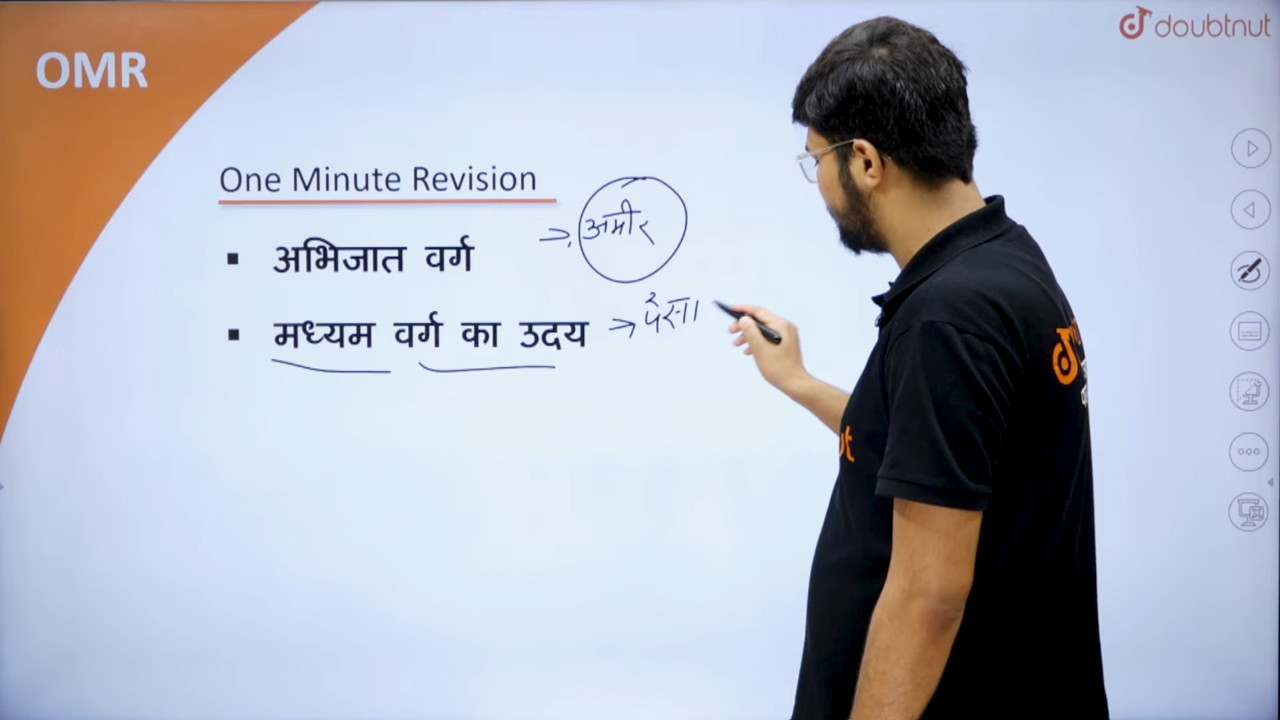 OMR
doubtnut
One Minute Revision
▪ अभिजात वर्ग → अमीर
▪ मध्यम वर्ग का उदय → पैसा